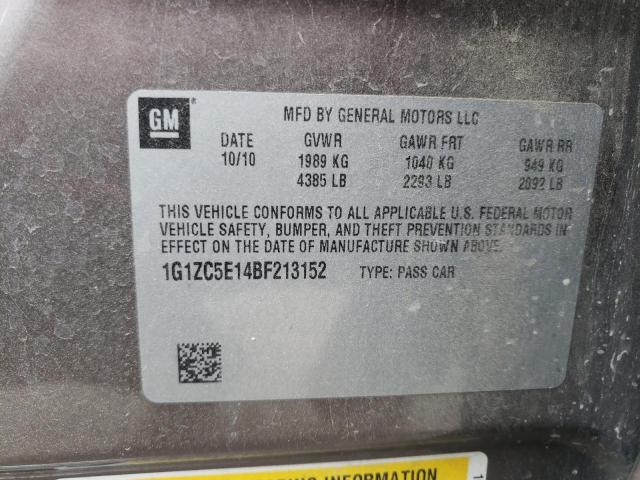 GM
MFD BY GENERAL MOTORS LLC
DATE GVWR GAWR FRT GAWR RR
10/10 1989 KG 1040 KG 949 KG
4385 LB 2293 LB 2092 LB
THIS VEHICLE CONFORMS TO ALL APPLICABLE U.S. FEDERAL MOTOR
VEHICLE SAFETY, BUMPER, AND THEFT PREVENTION STANDARDS IN
EFFECT ON THE DATE OF MANUFACTURE SHOWN ABOVE.
1G1ZC5E14BF213152 TYPE: PASS CAR
INFORMATION